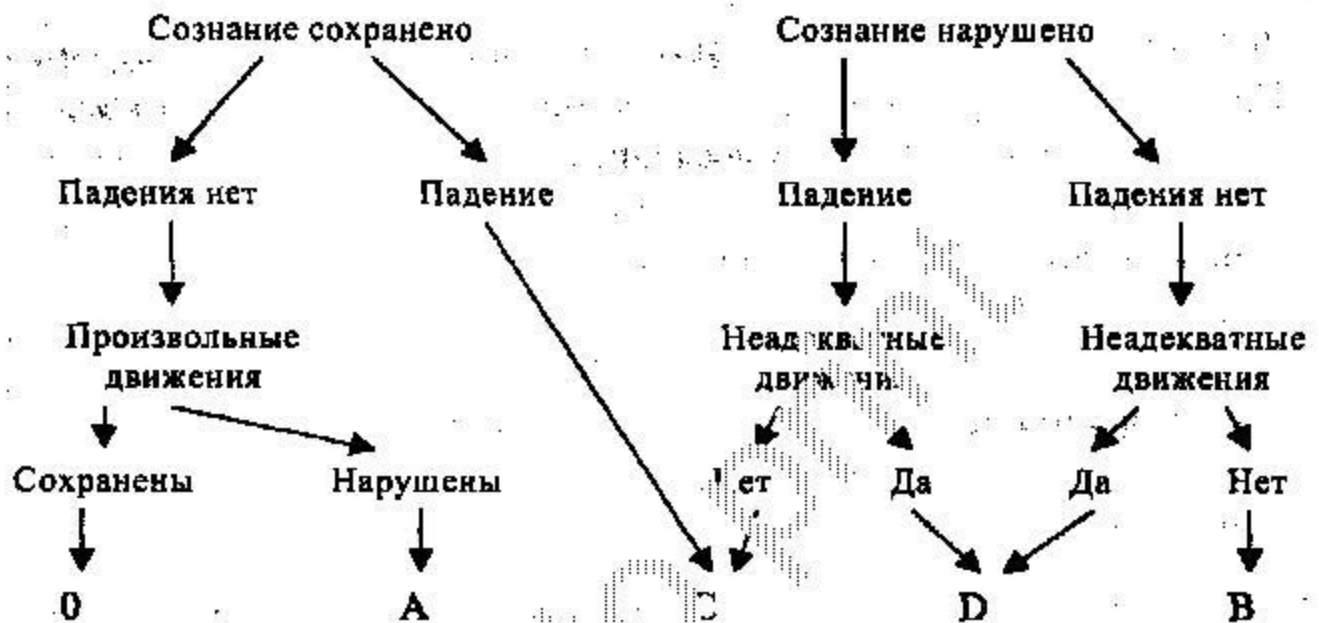 Сознание сохранено Сознание нарушено
Падения нет Падение Падение Падения нет
Произвольные движения Неадекватные движения
Сохранены Нарушены Да Да Нет
0 A D B